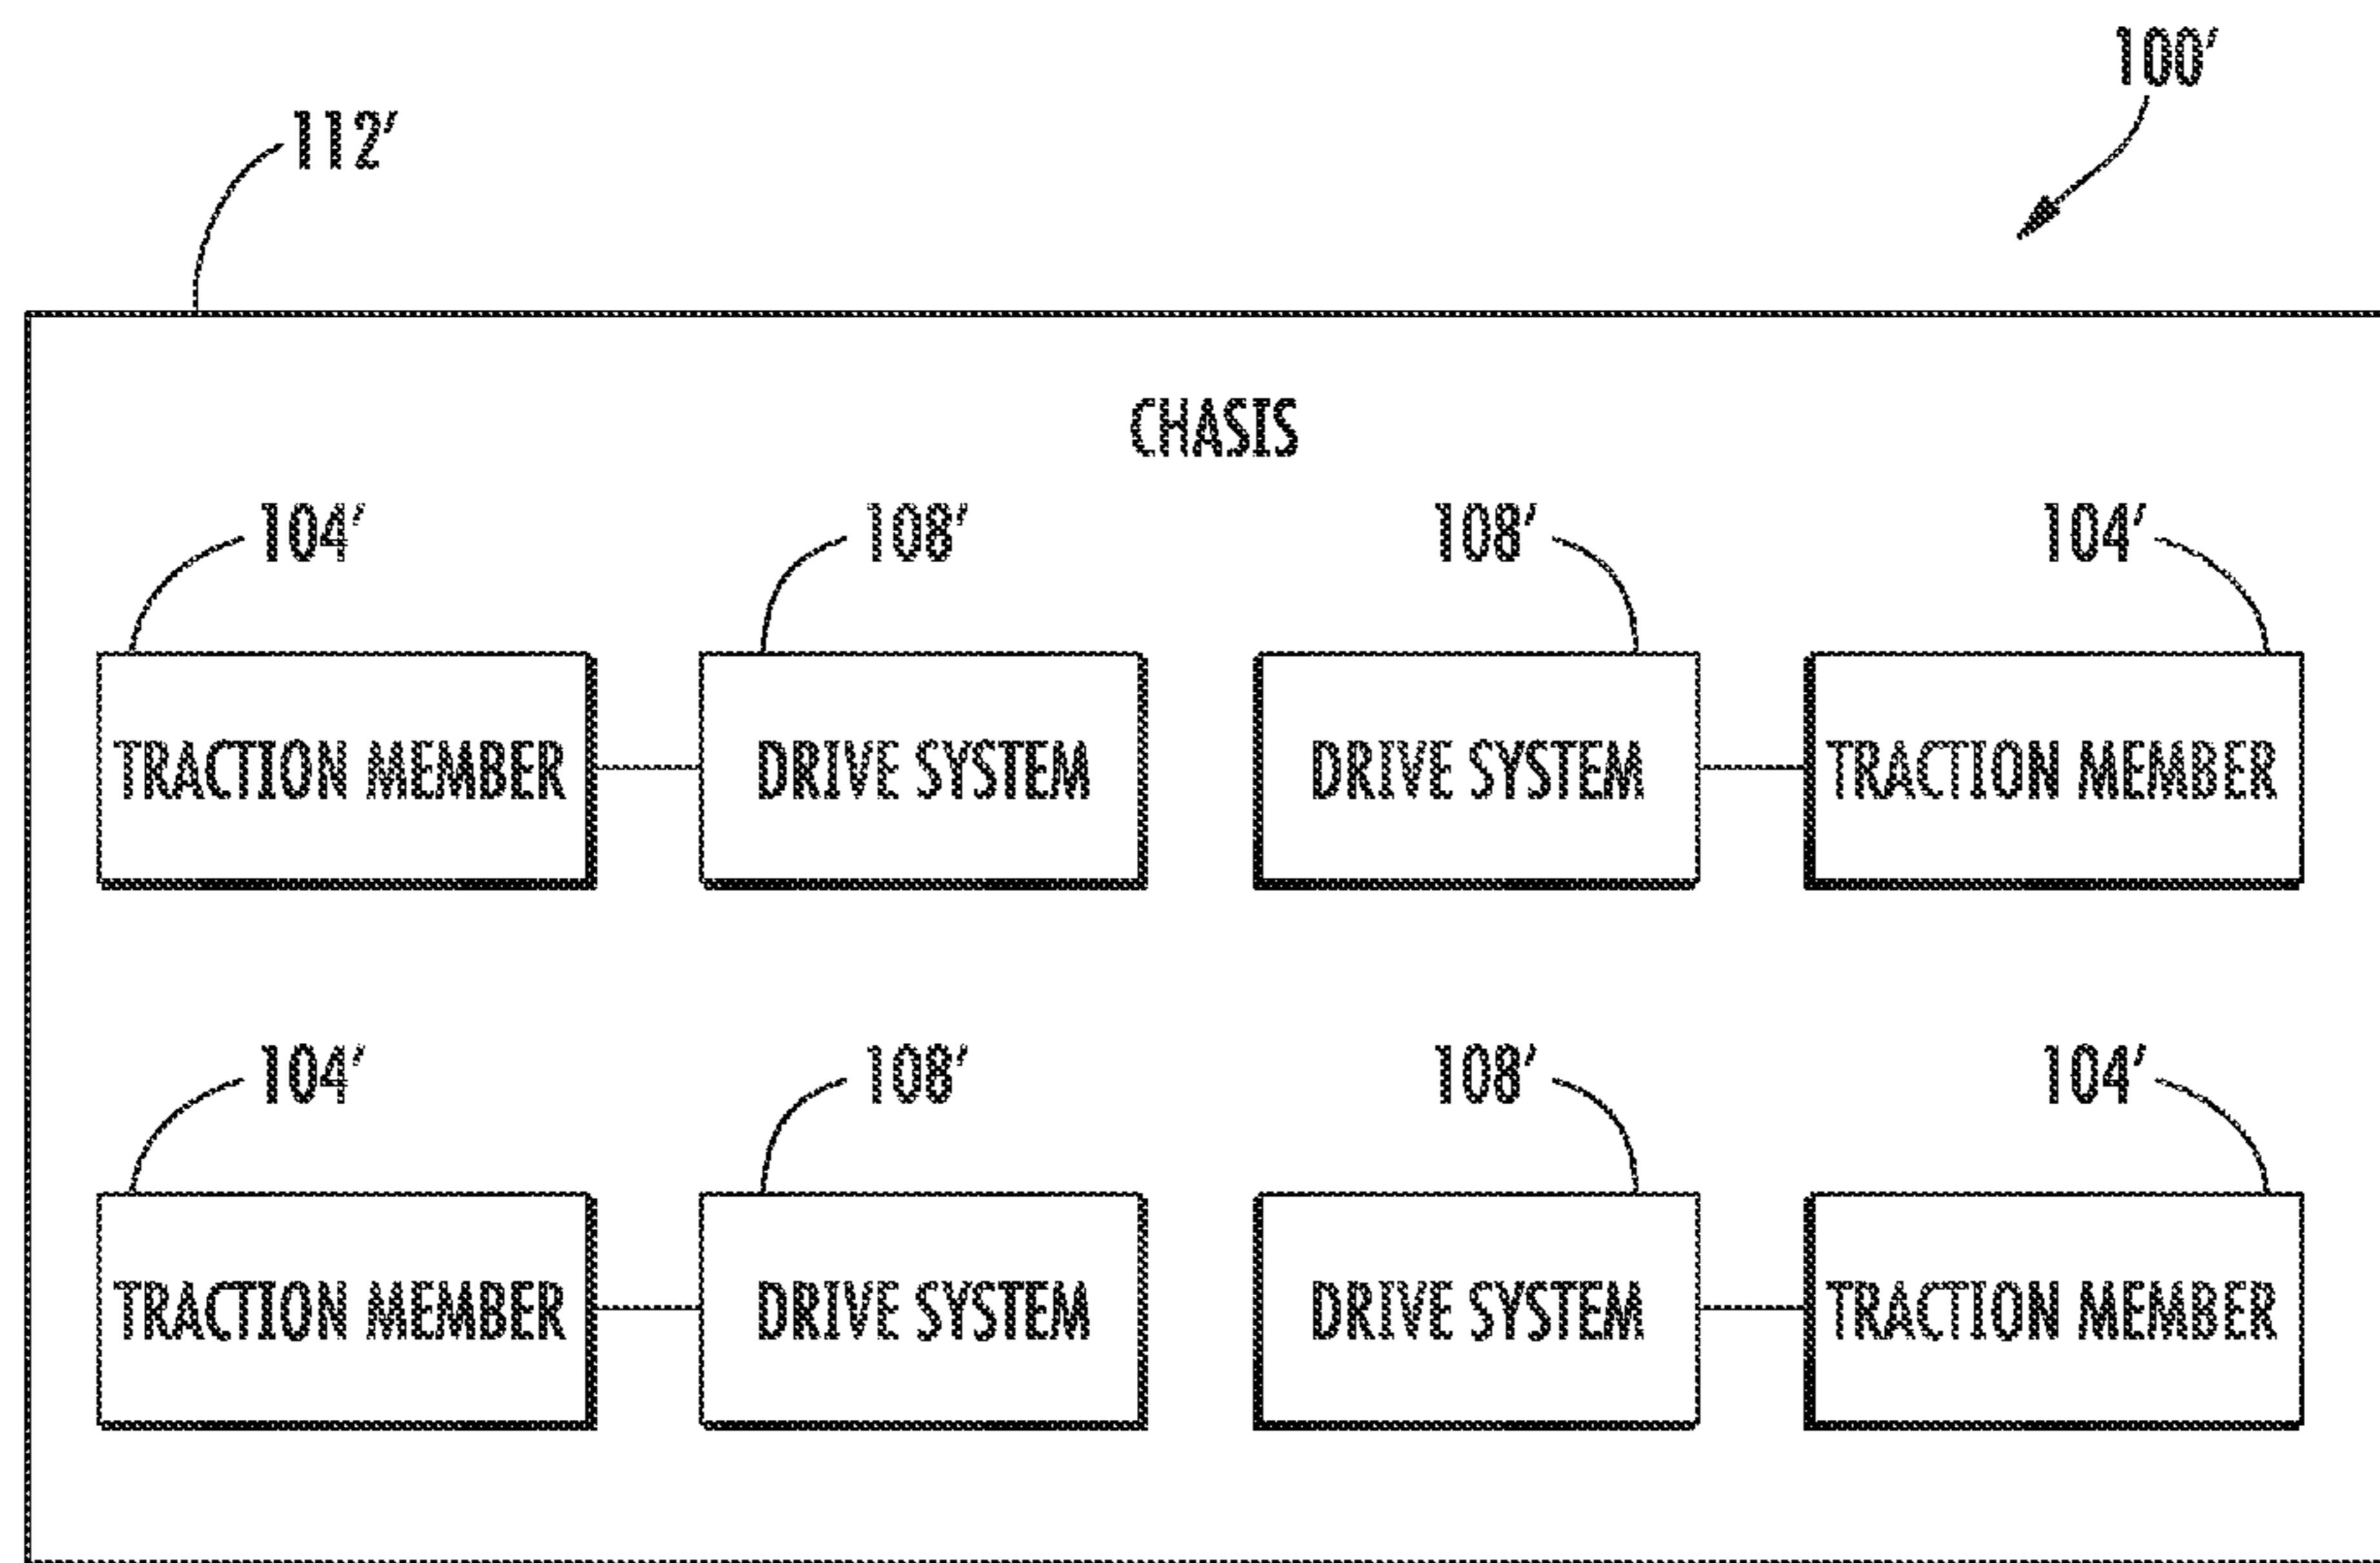 100′
112′
CHASIS
104′ 108′ 108′ 104′
TRACTION MEMBER DRIVE SYSTEM DRIVE SYSTEM TRACTION MEMBER
104′ 108′ 108′ 104′
TRACTION MEMBER DRIVE SYSTEM DRIVE SYSTEM TRACTION MEMBER